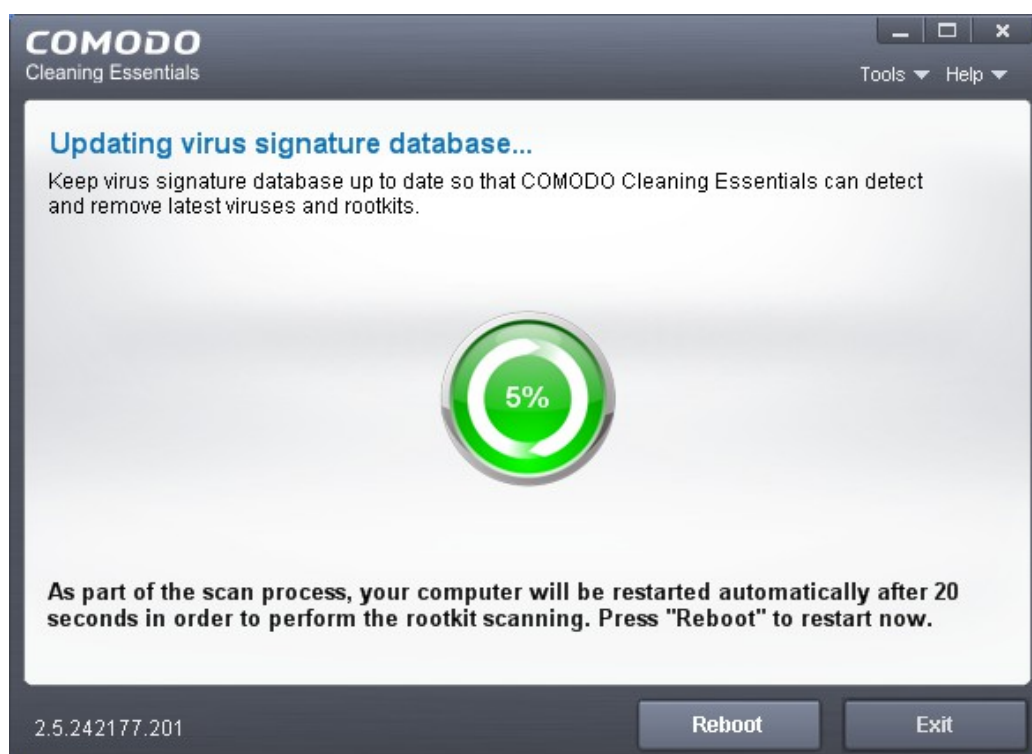 COMODO
Cleaning Essentials
Tools Help
Updating virus signature database...
Keep virus signature database up to date so that COMODO Cleaning Essentials can detect
and remove latest viruses and rootkits.
5%
As part of the scan process, your computer will be restarted automatically after 20
seconds in order to perform the rootkit scanning. Press "Reboot" to restart now.
2.5.242177.201
Reboot
Exit